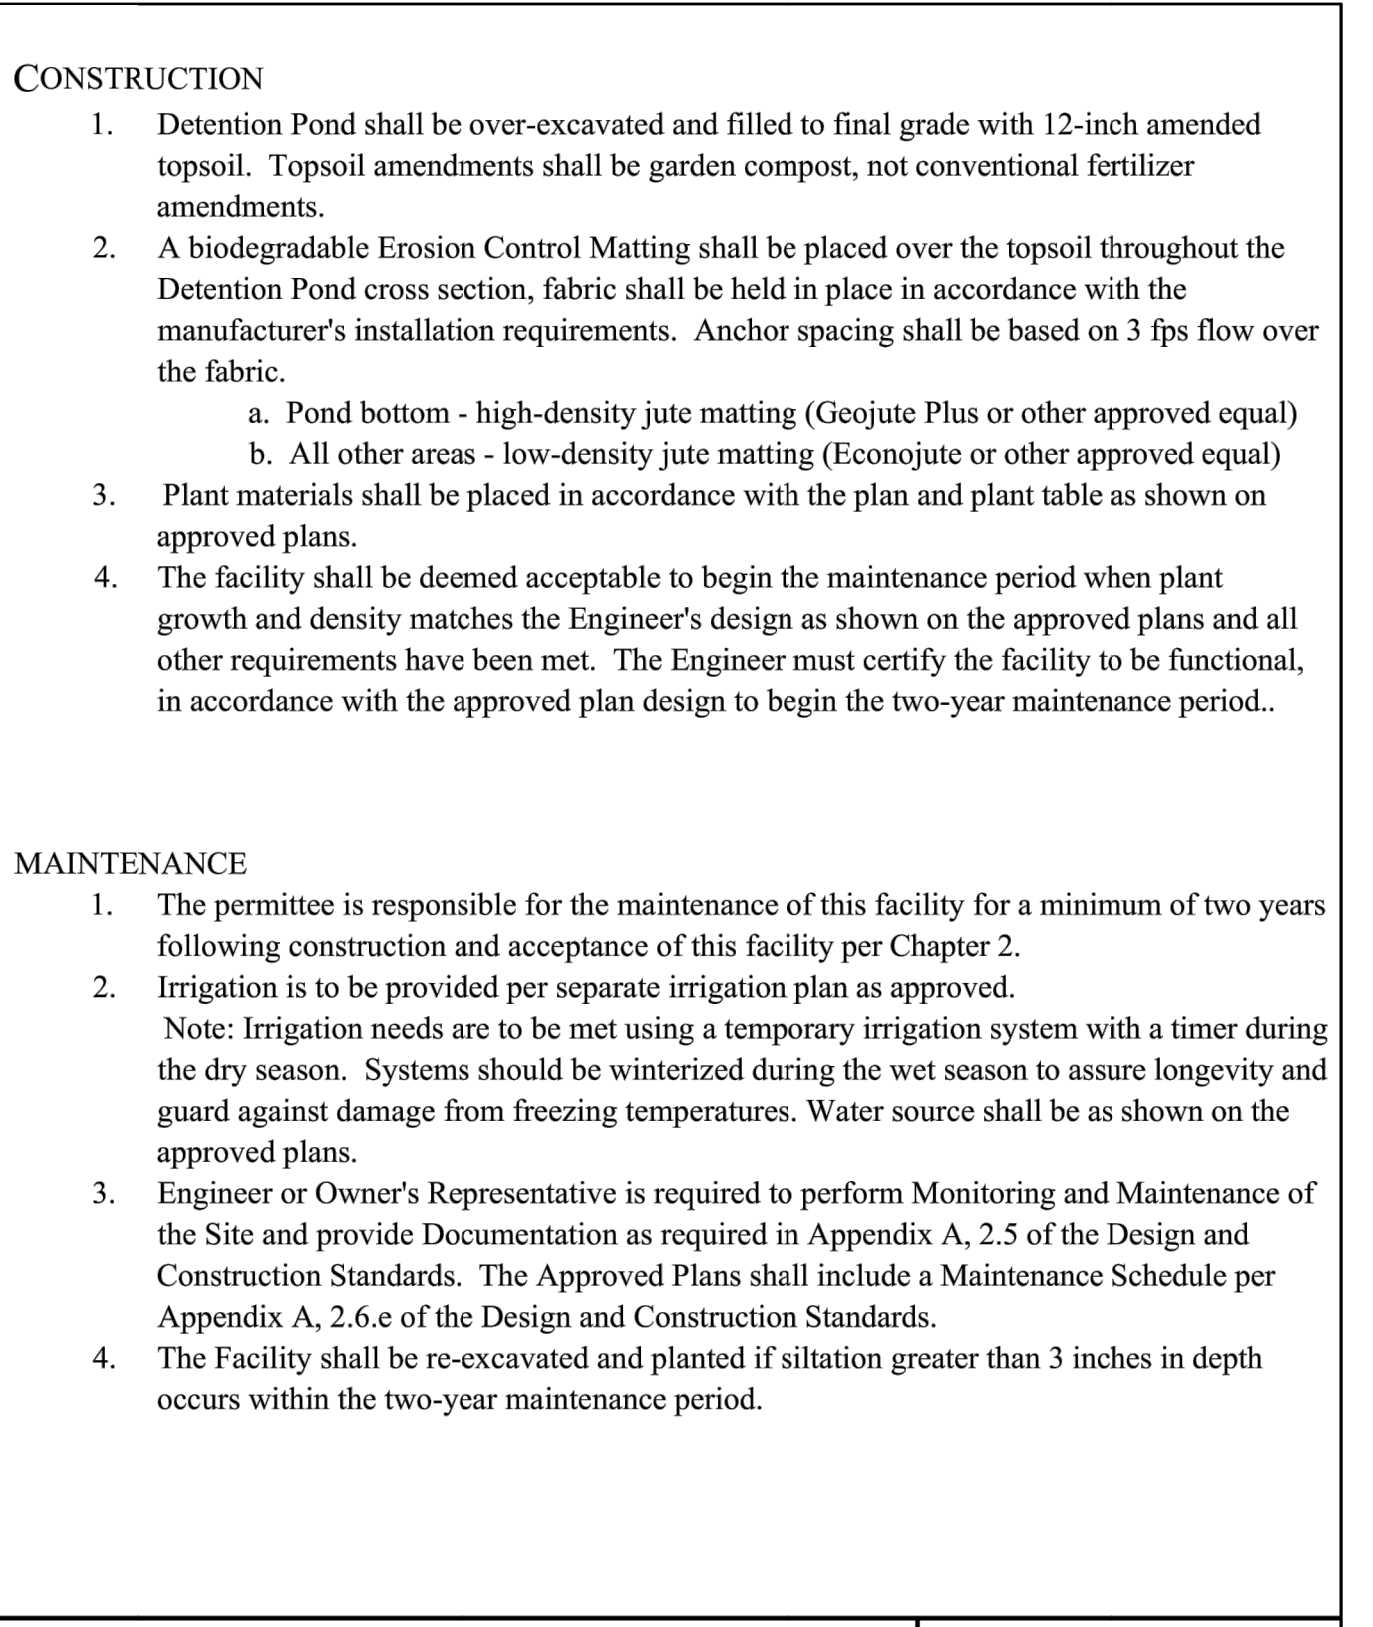 CONSTRUCTION
1. Detention Pond shall be over-excavated and filled to final grade with 12-inch amended
topsoil. Topsoil amendments shall be garden compost, not conventional fertilizer
amendments.
2. A biodegradable Erosion Control Matting shall be placed over the topsoil throughout the
Detention Pond cross section, fabric shall be held in place in accordance with the
manufacturer's installation requirements. Anchor spacing shall be based on 3 fps flow over
the fabric.
a. Pond bottom - high-density jute matting (Geojute Plus or other approved equal)
b. All other areas - low-density jute matting (Econojute or other approved equal)
3. Plant materials shall be placed in accordance with the plan and plant table as shown on
approved plans.
4. The facility shall be deemed acceptable to begin the maintenance period when plant
growth and density matches the Engineer's design as shown on the approved plans and all
other requirements have been met. The Engineer must certify the facility to be functional,
in accordance with the approved plan design to begin the two-year maintenance period..
MAINTENANCE
1. The permittee is responsible for the maintenance of this facility for a minimum of two years
following construction and acceptance of this facility per Chapter 2.
2. Irrigation is to be provided per separate irrigation plan as approved.
Note: Irrigation needs are to be met using a temporary irrigation system with a timer during
the dry season. Systems should be winterized during the wet season to assure longevity and
guard against damage from freezing temperatures. Water source shall be as shown on the
approved plans.
3. Engineer or Owner's Representative is required to perform Monitoring and Maintenance of
the Site and provide Documentation as required in Appendix A, 2.5 of the Design and
Construction Standards. The Approved Plans shall include a Maintenance Schedule per
Appendix A, 2.6.e of the Design and Construction Standards.
4. The Facility shall be re-excavated and planted if siltation greater than 3 inches in depth
occurs within the two-year maintenance period.